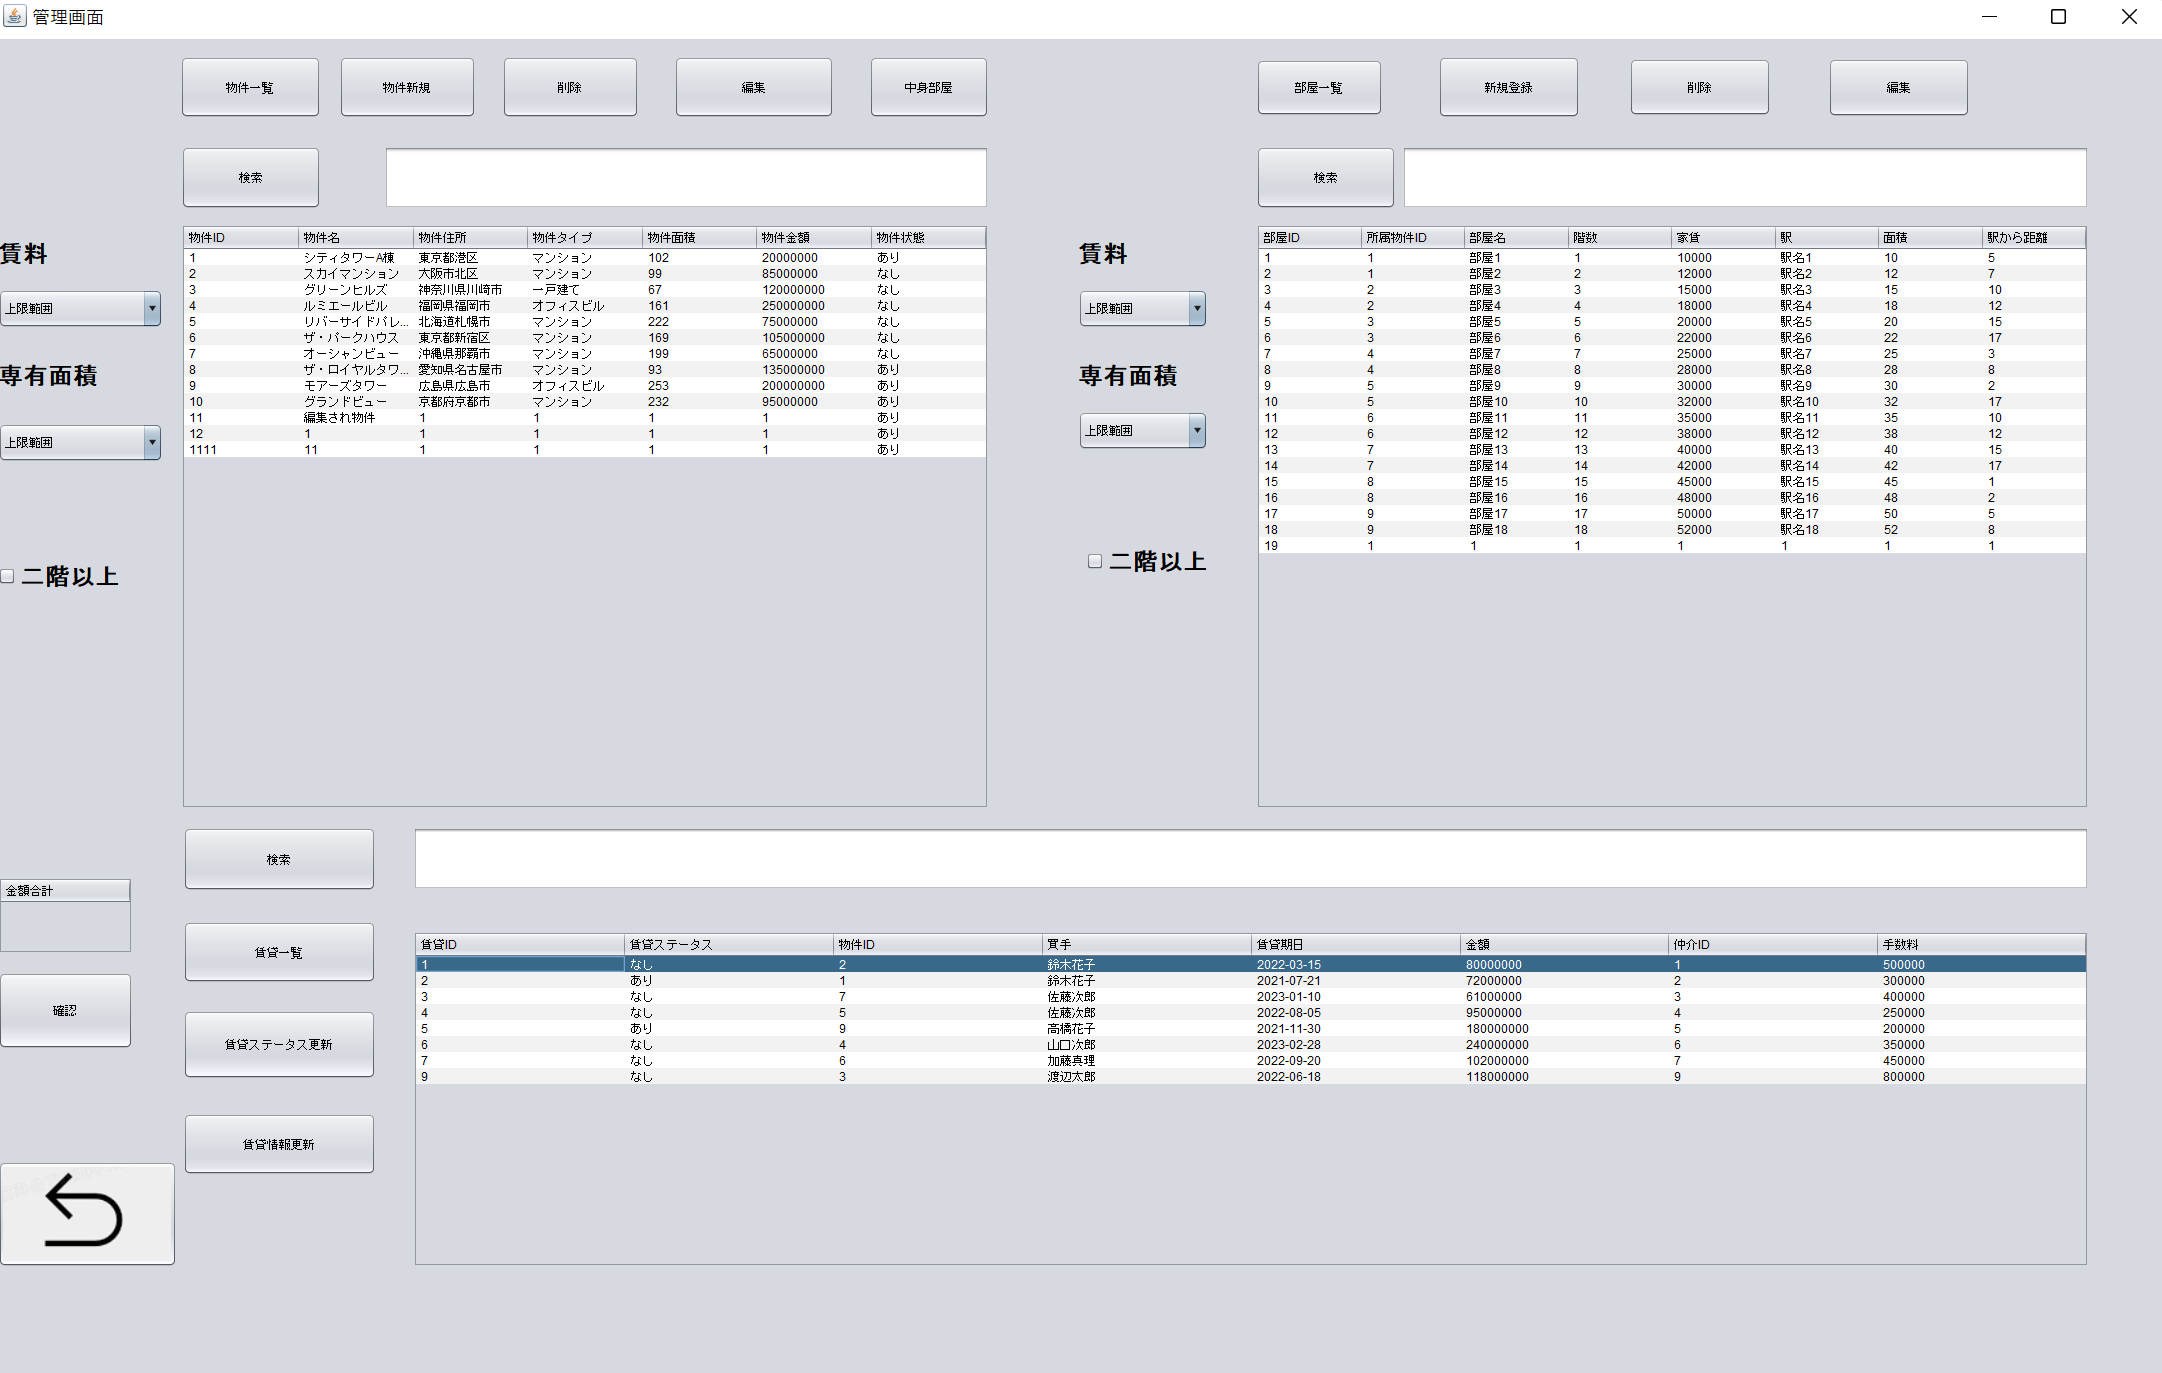 管理画面
物件一覧 物件新規 削除 編集 中身部屋
検索
賃料
上限範囲
専有面積
上限範囲
二階以上
物件ID 物件名 物件住所 物件タイプ 物件面積 物件金額 物件状態
1 シティタワーA棟 東京都港区 マンション 102 20000000 あり
2 スカイマンション 大阪市北区 マンション 99 85000000 なし
3 グリーンヒルズ 神奈川県川崎市 一戸建て 67 120000000 なし
4 ルミエールビル 福岡県福岡市 オフィスビル 161 250000000 なし
5 リバーサイドパレ... 北海道札幌市 マンション 222 75000000 なし
6 ザ・パークハウス 東京都新宿区 マンション 169 105000000 なし
7 オーシャンビュー 沖縄県那覇市 マンション 199 65000000 なし
8 ザ・ロイヤルタワ... 愛知県名古屋市 マンション 93 135000000 あり
9 モアーズタワー 広島県広島市 オフィスビル 253 200000000 あり
10 グランドビュー 京都府京都市 マンション 232 95000000 あり
11 編集され物件 1 1 1 1 あり
12 1 1 1 1 1 あり
1111 11 1 1 1 1 あり
部屋一覧 新規登録 削除 編集
検索
賃料
上限範囲
専有面積
上限範囲
二階以上
部屋ID 所属物件ID 部屋名 階数 家賃 駅 面積 駅から距離
1 1 部屋1 1 10000 駅名1 10 5
2 1 部屋2 2 12000 駅名2 12 7
3 2 部屋3 3 15000 駅名3 15 10
4 2 部屋4 4 18000 駅名4 18 12
5 3 部屋5 5 20000 駅名5 20 15
6 3 部屋6 6 22000 駅名6 22 17
7 4 部屋7 7 25000 駅名7 25 3
8 4 部屋8 8 28000 駅名8 28 8
9 5 部屋9 9 30000 駅名9 30 2
10 5 部屋10 10 32000 駅名10 32 17
11 6 部屋11 11 35000 駅名11 35 10
12 6 部屋12 12 38000 駅名12 38 12
13 7 部屋13 13 40000 駅名13 40 15
14 7 部屋14 14 42000 駅名14 42 17
15 8 部屋15 15 45000 駅名15 45 1
16 8 部屋16 16 48000 駅名16 48 2
17 9 部屋17 17 50000 駅名17 50 5
18 9 部屋18 18 52000 駅名18 52 8
19 1 1 1 1 1 1 1
検索
金額合計
確認
賃貸一覧
賃貸ステータス更新
賃貸情報更新
賃貸ID 賃貸ステータス 物件ID 買手 賃貸期日 金額 仲介ID 手数料
1 なし 2 鈴木花子 2022-03-15 80000000 1 500000
2 あり 1 鈴木花子 2021-07-21 72000000 2 300000
3 なし 7 佐藤次郎 2023-01-10 61000000 3 400000
4 なし 5 佐藤次郎 2022-08-05 95000000 4 250000
5 あり 9 高橋花子 2021-11-30 180000000 5 200000
6 なし 4 山口次郎 2023-02-28 240000000 6 350000
7 なし 6 加藤真理 2022-09-20 102000000 7 450000
9 なし 3 渡辺太郎 2022-06-18 118000000 9 800000